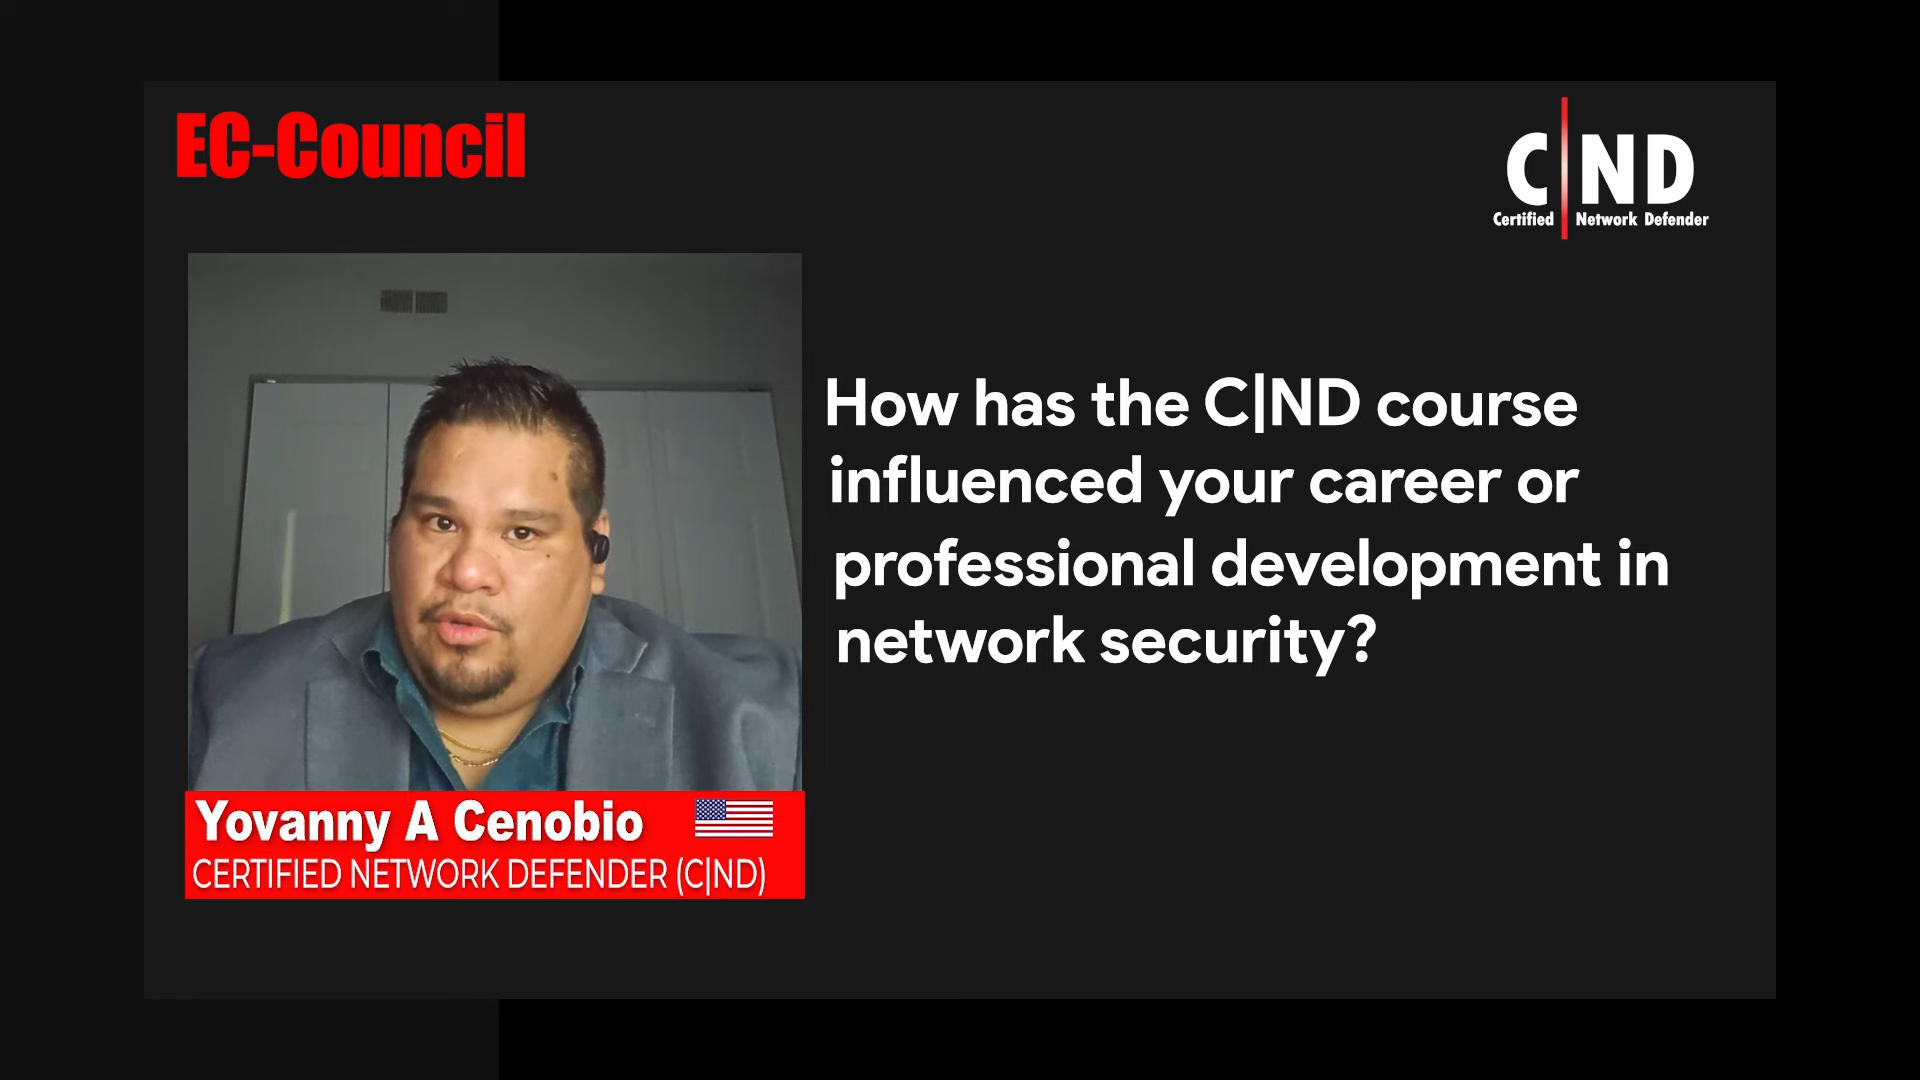 EC-Council
C|ND
Certified Network Defender
How has the C|ND course
influenced your career or
professional development in
network security?
Yovanny A Cenobio
CERTIFIED NETWORK DEFENDER (C|ND)